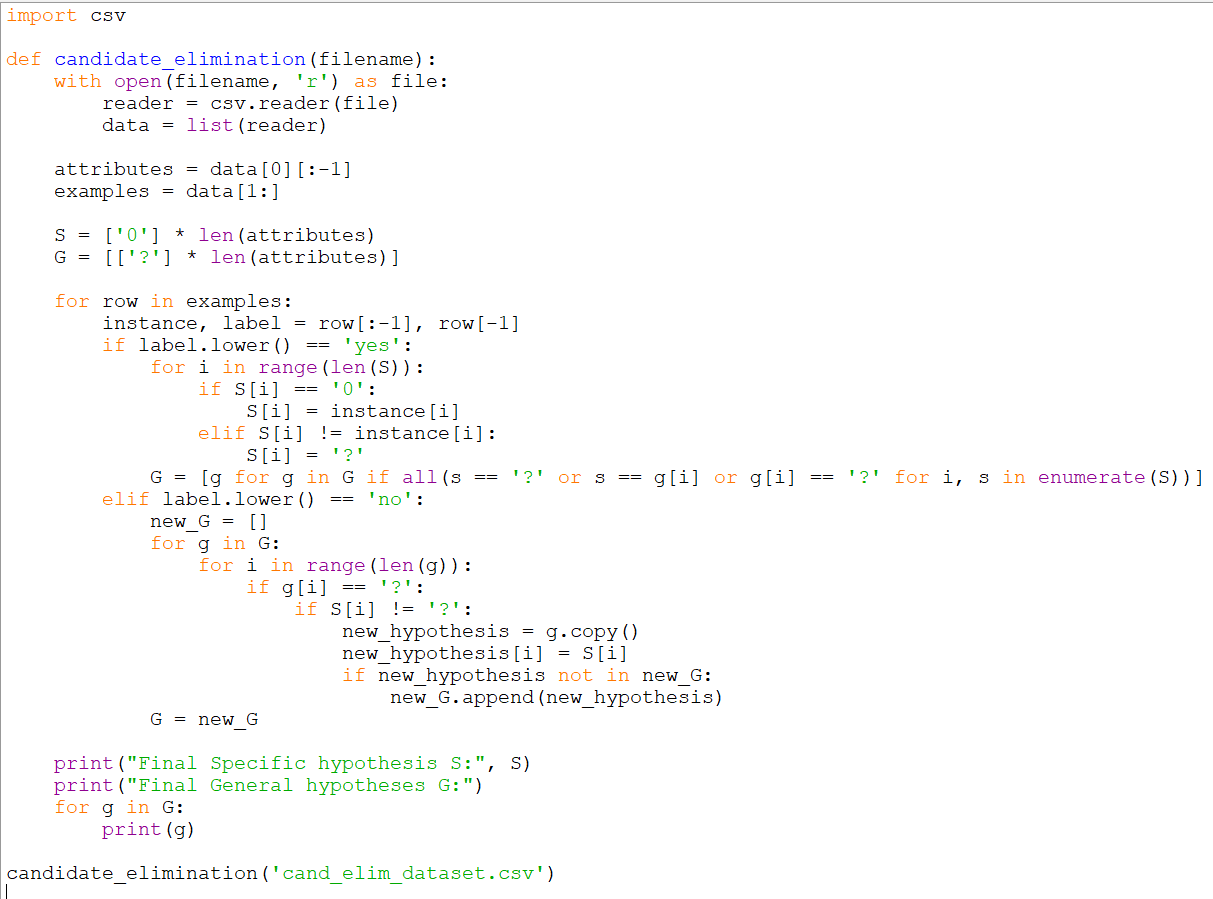 import csv

def candidate_elimination(filename):
    with open(filename, 'r') as file:
        reader = csv.reader(file)
        data = list(reader)

    attributes = data[0][:-1]
    examples = data[1:]

    S = ['0'] * len(attributes)
    G = [['?'] * len(attributes)]

    for row in examples:
        instance, label = row[:-1], row[-1]
        if label.lower() == 'yes':
            for i in range(len(S)):
                if S[i] == '0':
                    S[i] = instance[i]
                elif S[i] != instance[i]:
                    S[i] = '?'
            G = [g for g in G if all(s == '?' or s == g[i] or g[i] == '?' for i, s in enumerate(S))]
        elif label.lower() == 'no':
            new_G = []
            for g in G:
                for i in range(len(g)):
                    if g[i] == '?':
                        if S[i] != '?':
                            new_hypothesis = g.copy()
                            new_hypothesis[i] = S[i]
                            if new_hypothesis not in new_G:
                                new_G.append(new_hypothesis)
            G = new_G

    print("Final Specific hypothesis S:", S)
    print("Final General hypotheses G:")
    for g in G:
        print(g)

candidate_elimination('cand_elim_dataset.csv')